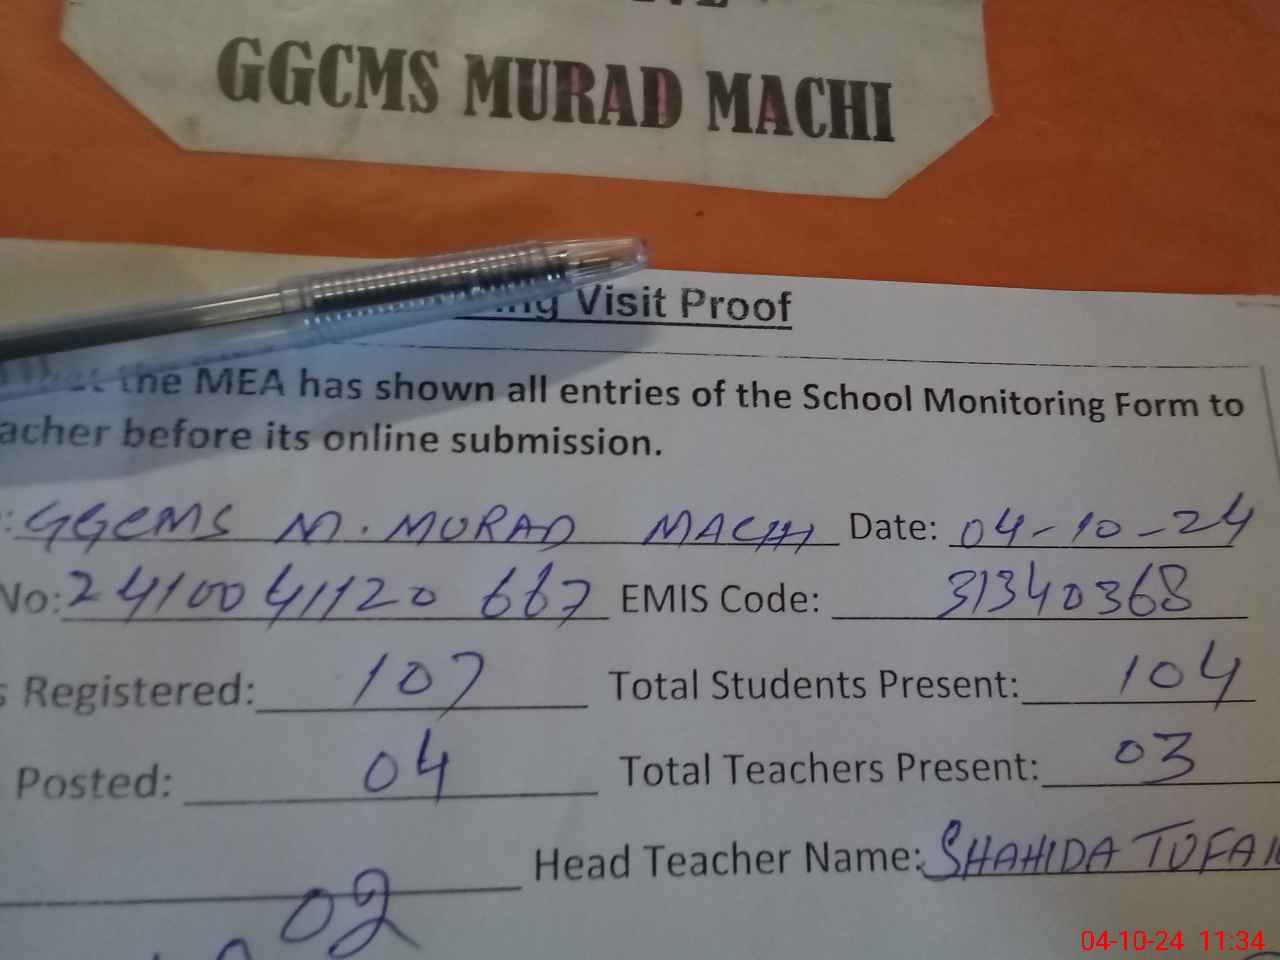 GGCMS MURAD MACHI
Visit Proof
the MEA has shown all entries of the School Monitoring Form to
acher before its online submission.
: GGCMS M. MURAD MACHI Date: 04-10-24
No: 2410041120 667 EMIS Code: 31340368
s Registered: 107 Total Students Present: 104
Posted: 04 Total Teachers Present: 03
Head Teacher Name: SHAHIDA TUFAI
02
04-10-24 11:34